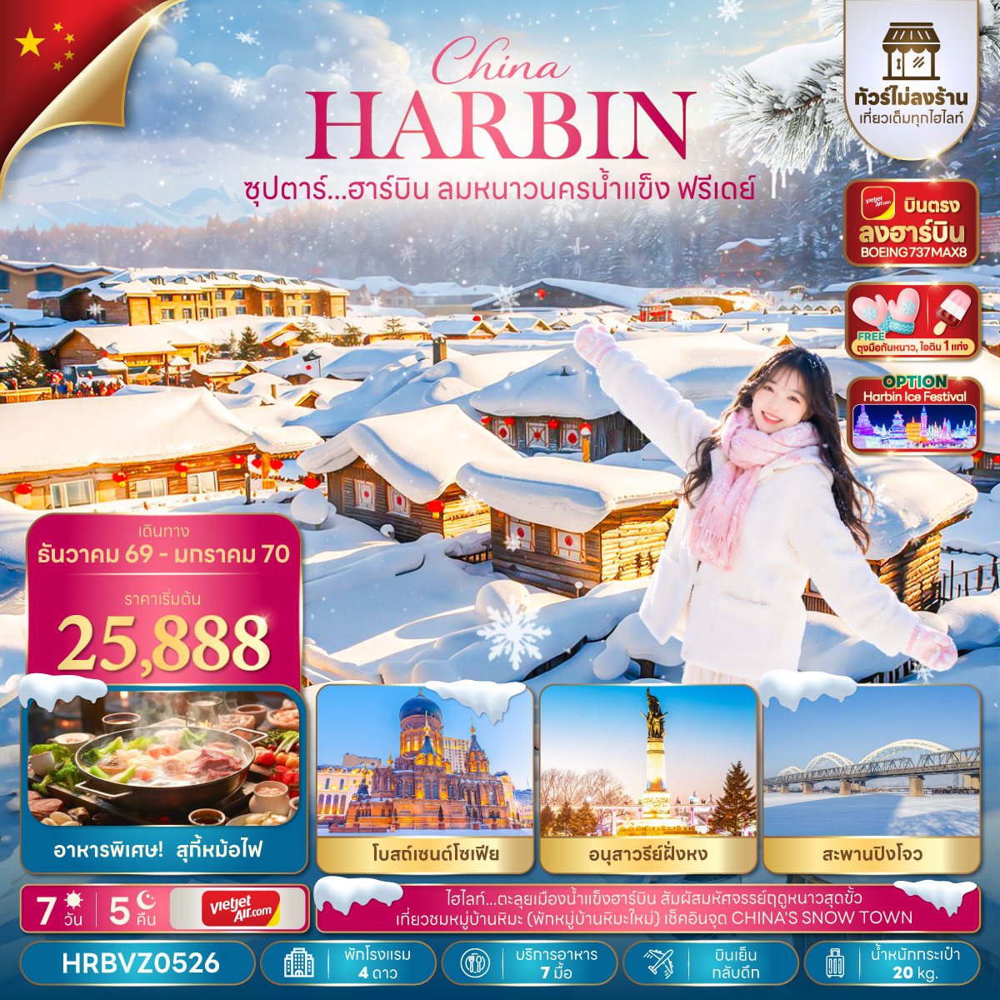 China
HARBIN
ซุปตาร์...ฮาร์บิน ลมหนาวนครน้ำแข็ง ฟรีเดย์
ทัวร์ไม่ลงร้าน
เที่ยวเต็มทุกไฮไลท์
vietjet Air.com
บินตรง
ลงฮาร์บิน
BOEING 737 MAX8
FREE
ถุงมือกันหนาว, ไอติม 1 แท่ง
OPTION
Harbin Ice Festival
เดินทาง
ธันวาคม 69 - มกราคม 70
ราคาเริ่มต้น
25,888
อาหารพิเศษ! สุกี้หม้อไฟ
โบสถ์เซนต์โซเฟีย
อนุสาวรีย์ฝั่งหง
สะพานปิงโจว
7 วัน
5 คืน
vietjet Air.com
ไฮไลท์...ตะลุยเมืองน้ำแข็งฮาร์บิน สัมผัสมหัศจรรย์ฤดูหนาวสุดขั้ว
เที่ยวชมหมู่บ้านหิมะ (พักหมู่บ้านหิมะใหม่) เช็คอินจุด CHINA'S SNOW TOWN
HRBVZ0526
พักโรงแรม
4 ดาว
บริการอาหาร
7 มื้อ
บินเย็น
กลับดึก
น้ำหนักกระเป๋า
20 kg.